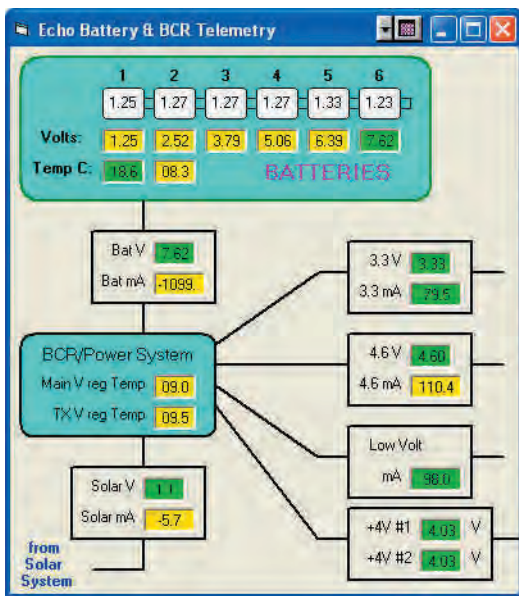 Echo Battery & BCR Telemetry
1 2 3 4 5 6
1.25 1.27 1.27 1.27 1.33 1.23
Volts: 1.25 2.52 3.79 5.06 6.39 7.62
Temp C: 18.6 08.3 BATTERIES
Bat V 7.62
Bat mA -1099.
3.3 V 3.33
3.3 mA 79.5
BCR/Power System
Main V reg Temp 09.0
TX V reg Temp 09.5
4.6 V 4.60
4.6 mA 110.4
Low Volt
mA 98.0
Solar V 1.1
Solar mA -5.7
+4V #1 4.03 V
+4V #2 4.03 V
from
Solar
System